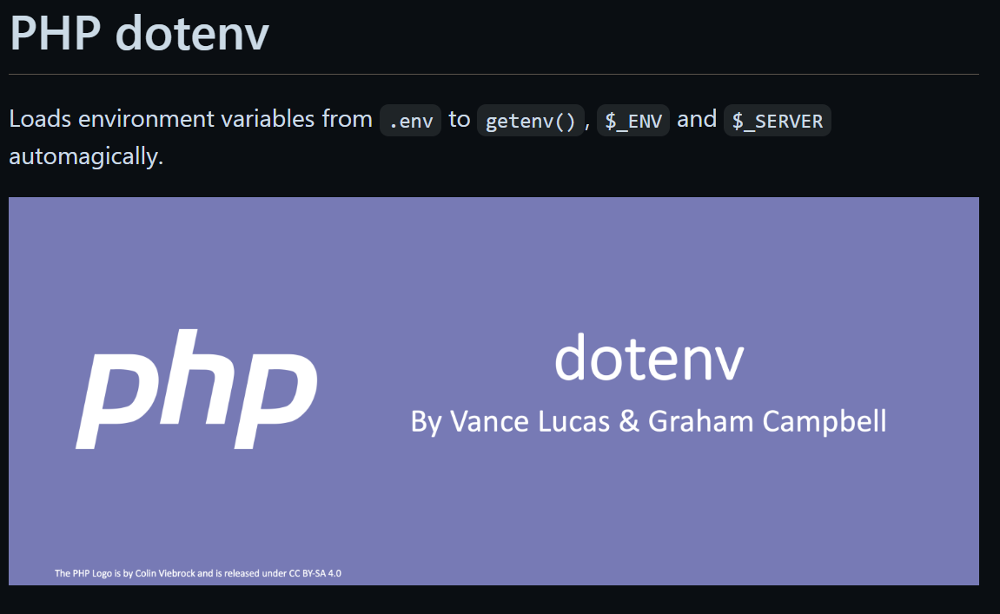 PHP dotenv
Loads environment variables from .env to getenv(), $_ENV and $_SERVER
automagically.
php
dotenv
By Vance Lucas & Graham Campbell
The PHP Logo is by Colin Viebrock and is released under CC BY-SA 4.0